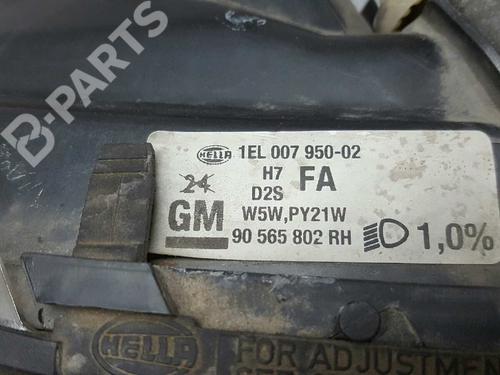 B-PARTS
HELLA 1EL 007 950-02
H7
24 D2S FA
GM W5W,PY21W
90 565 802 RH 1,0%
HELLA FOR ADJUSTMENT